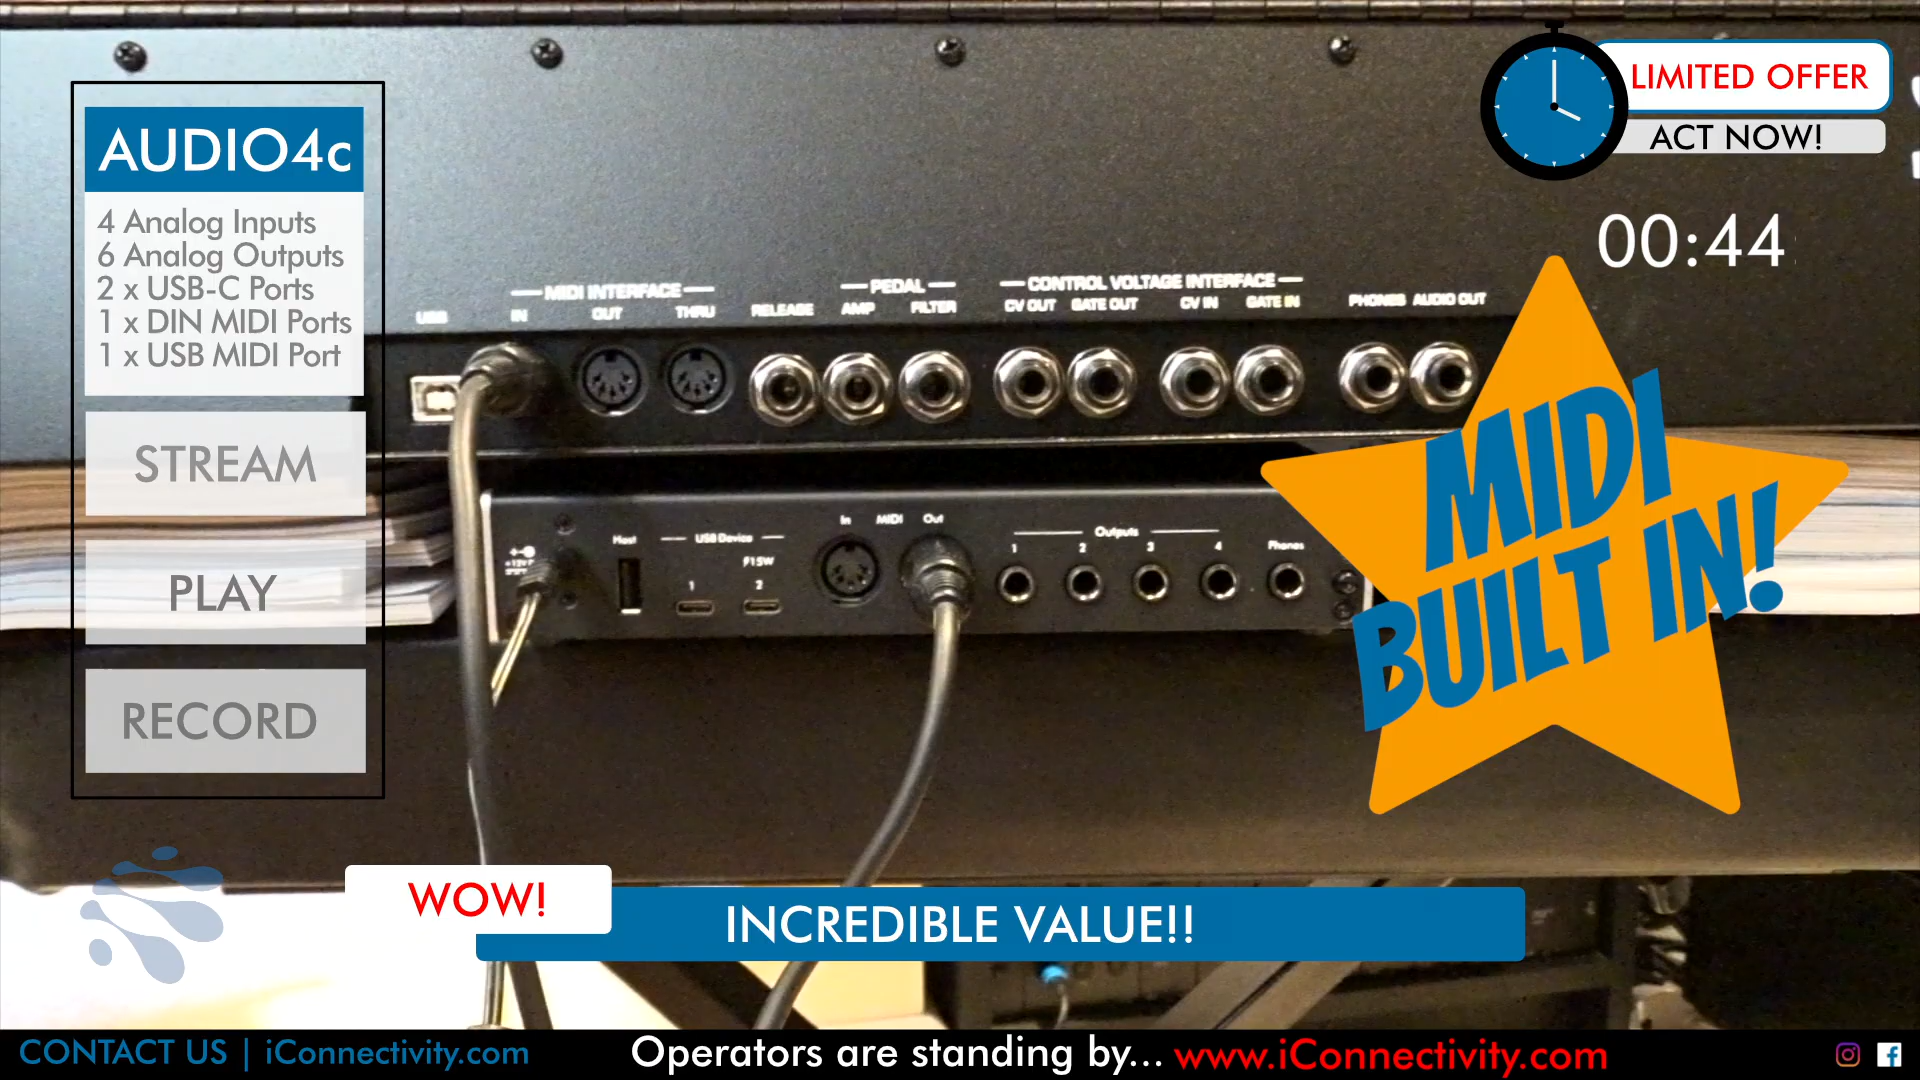 AUDIO4c
4 Analog Inputs
6 Analog Outputs
2 x USB-C Ports
1 x DIN MIDI Ports
1 x USB MIDI Port
STREAM
PLAY
RECORD
LIMITED OFFER
ACT NOW!
00:44
MIDI INTERFACE
PEDAL
CONTROL VOLTAGE INTERFACE
USB IN OUT THRU RELEASE AMP FILTER CV OUT GATE OUT CV IN GATE IN PHONES AUDIO OUT
MIDI
BUILT IN!
In MIDI Out
Host USB Device Outputs
1 2 3 4 Phones
1 2
WOW!
INCREDIBLE VALUE!!
CONTACT US | iConnectivity.com
Operators are standing by... www.iConnectivity.com